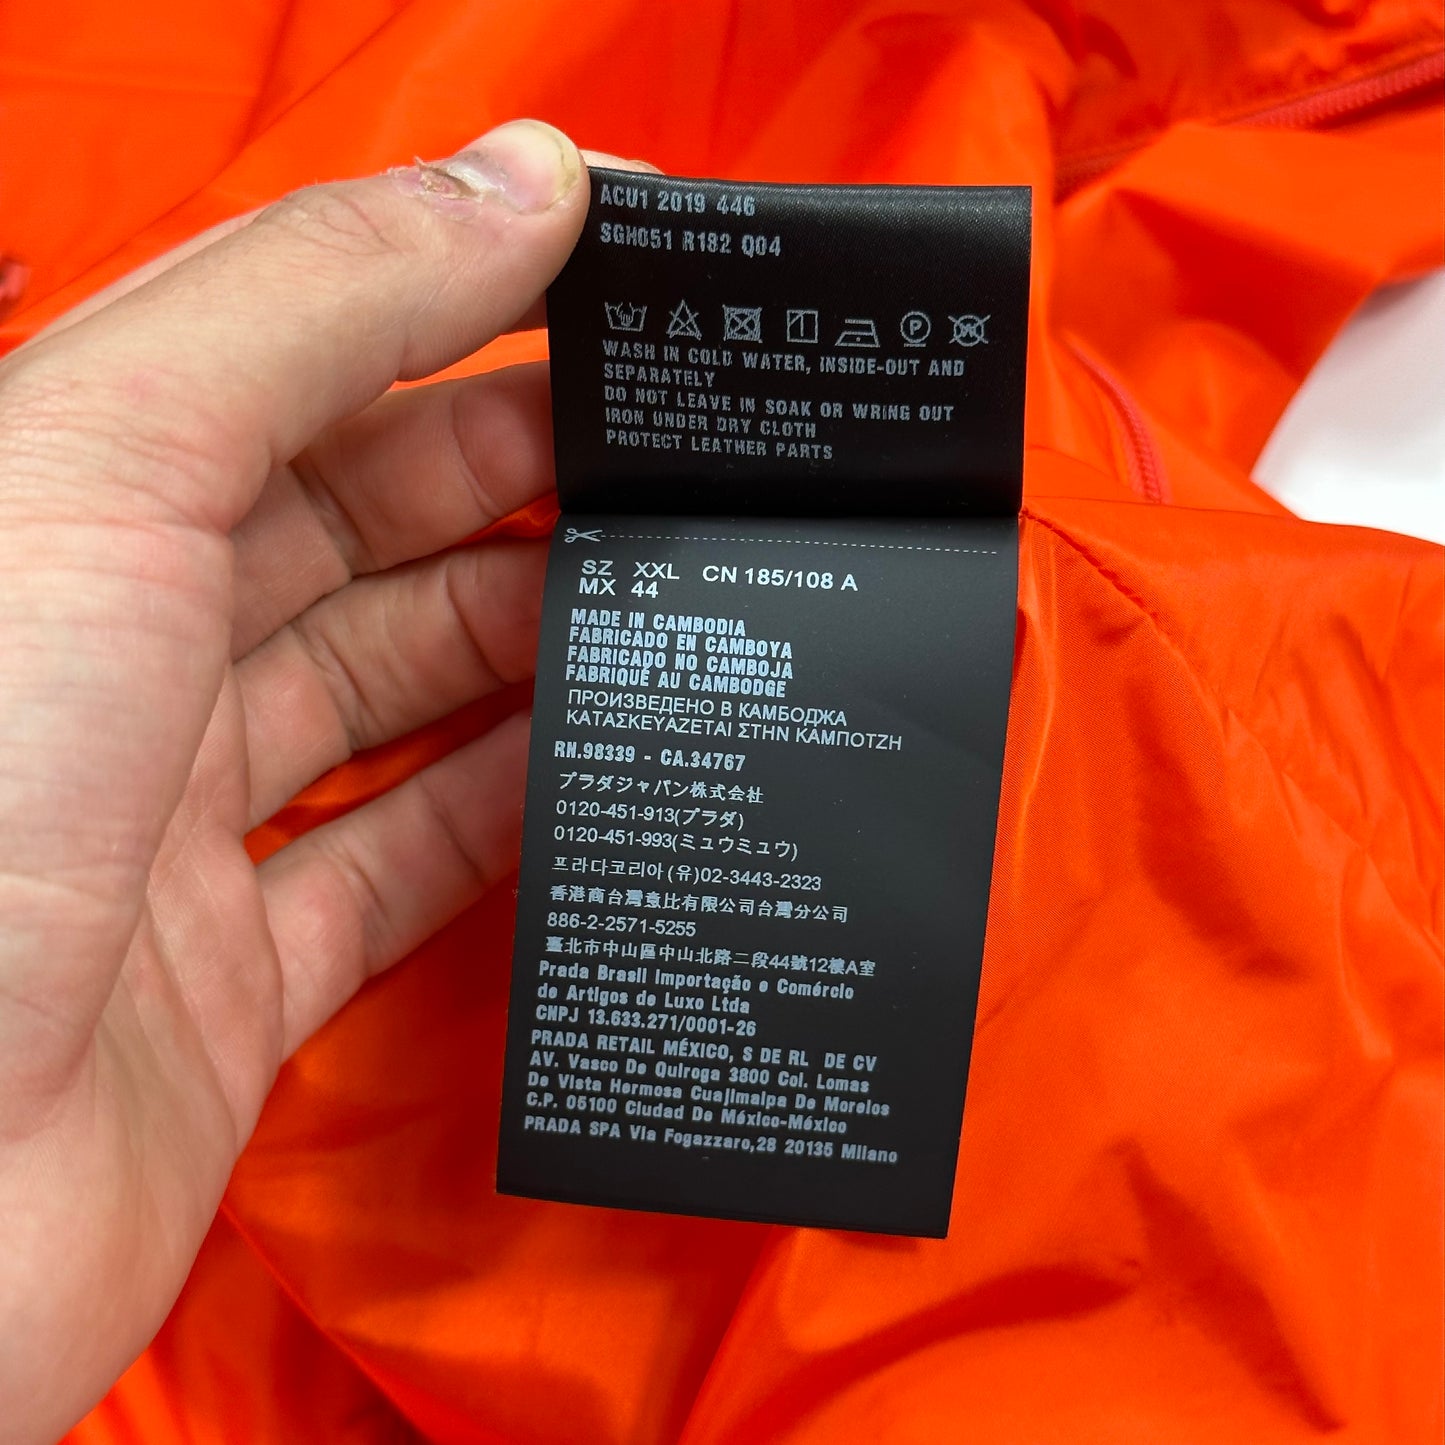 ACU1 2019 446
SGH051 R182 Q04
WASH IN COLD WATER, INSIDE-OUT AND
SEPARATELY
DO NOT LEAVE IN SOAK OR WRING OUT
IRON UNDER DRY CLOTH
PROTECT LEATHER PARTS
SZ XXL CN 185/108 A
MX 44
MADE IN CAMBODIA
FABRICADO EN CAMBOYA
FABRICADO NO CAMBOJA
FABRIQUÉ AU CAMBODGE
ПРОИЗВЕДЕНО В КАМБОДЖА
ΚΑΤΑΣΚΕΥΑΖΕΤΑΙ ΣΤΗΝ ΚΑΜΠΟΤΖΗ
RN.98339 - CA.34767
プラダジャパン株式会社
0120-451-913(プラダ)
0120-451-993(ミュウミュウ)
프라다코리아(유)02-3443-2323
香港商台灣意比有限公司台灣分公司
886-2-2571-5255
臺北市中山區中山北路二段44號12樓A室
Prada Brasil Importação e Comércio
de Artigos de Luxo Ltda
CNPJ 13.633.271/0001-26
PRADA RETAIL MÉXICO, S DE RL DE CV
AV. Vasco De Quiroga 3800 Col. Lomas
De Vista Hermosa Cuajimalpa De Morelos
C.P. 05100 Ciudad De México-México
PRADA SPA Via Fogazzaro,28 20135 Milano